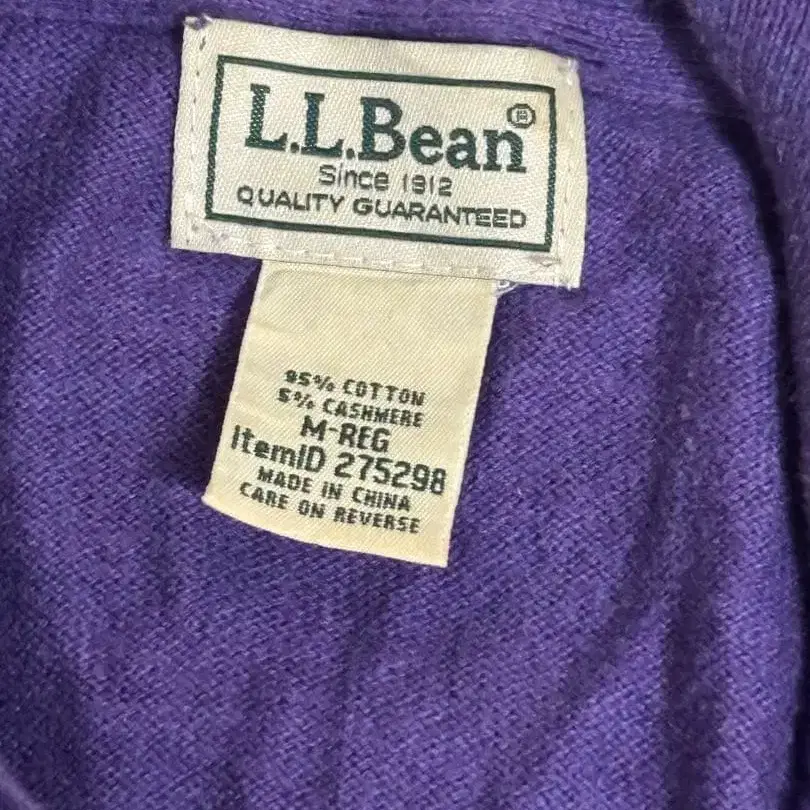 L.L.Bean®
Since 1912
QUALITY GUARANTEED
95% COTTON
5% CASHMERE
M-REG
ItemID 275298
MADE IN CHINA
CARE ON REVERSE